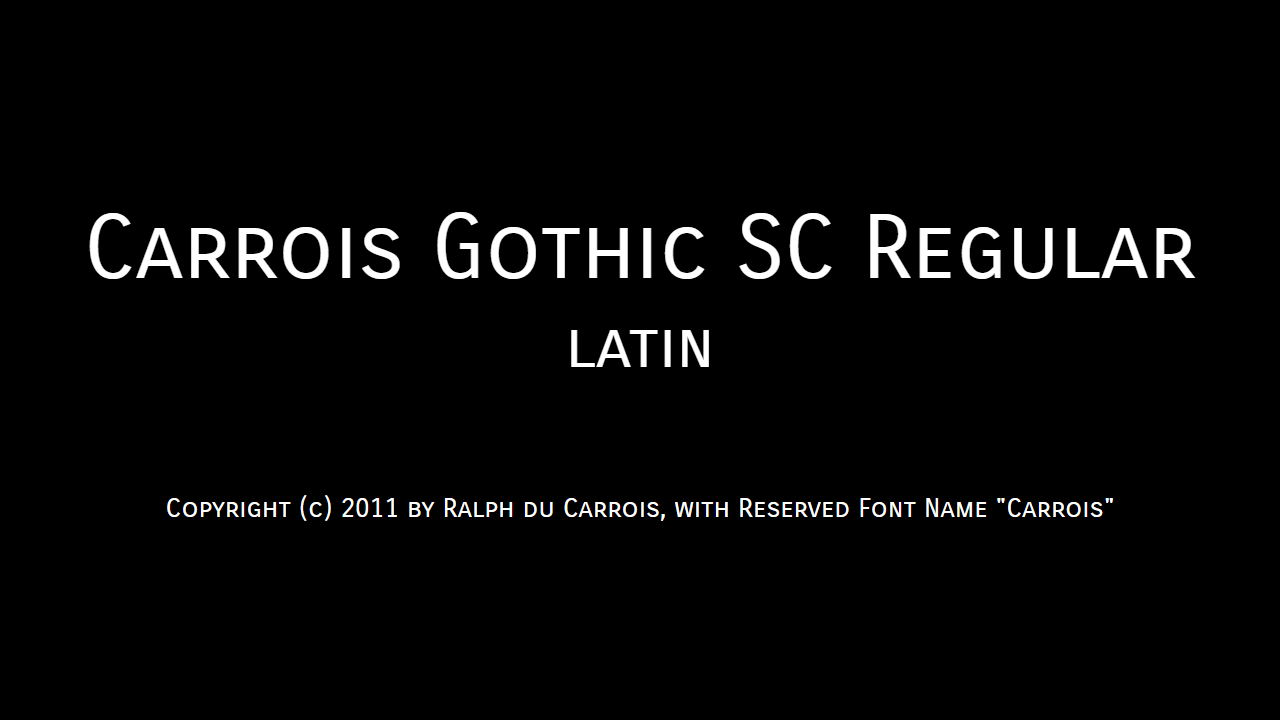 Carrois Gothic SC Regular
latin
Copyright (c) 2011 by Ralph du Carrois, with Reserved Font Name "Carrois"